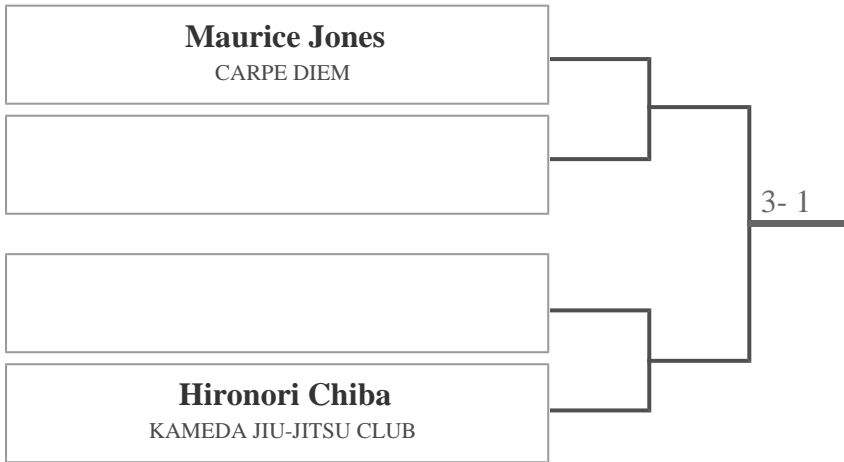 Maurice Jones
CARPE DIEM
3- 1
Hironori Chiba
KAMEDA JIU-JITSU CLUB